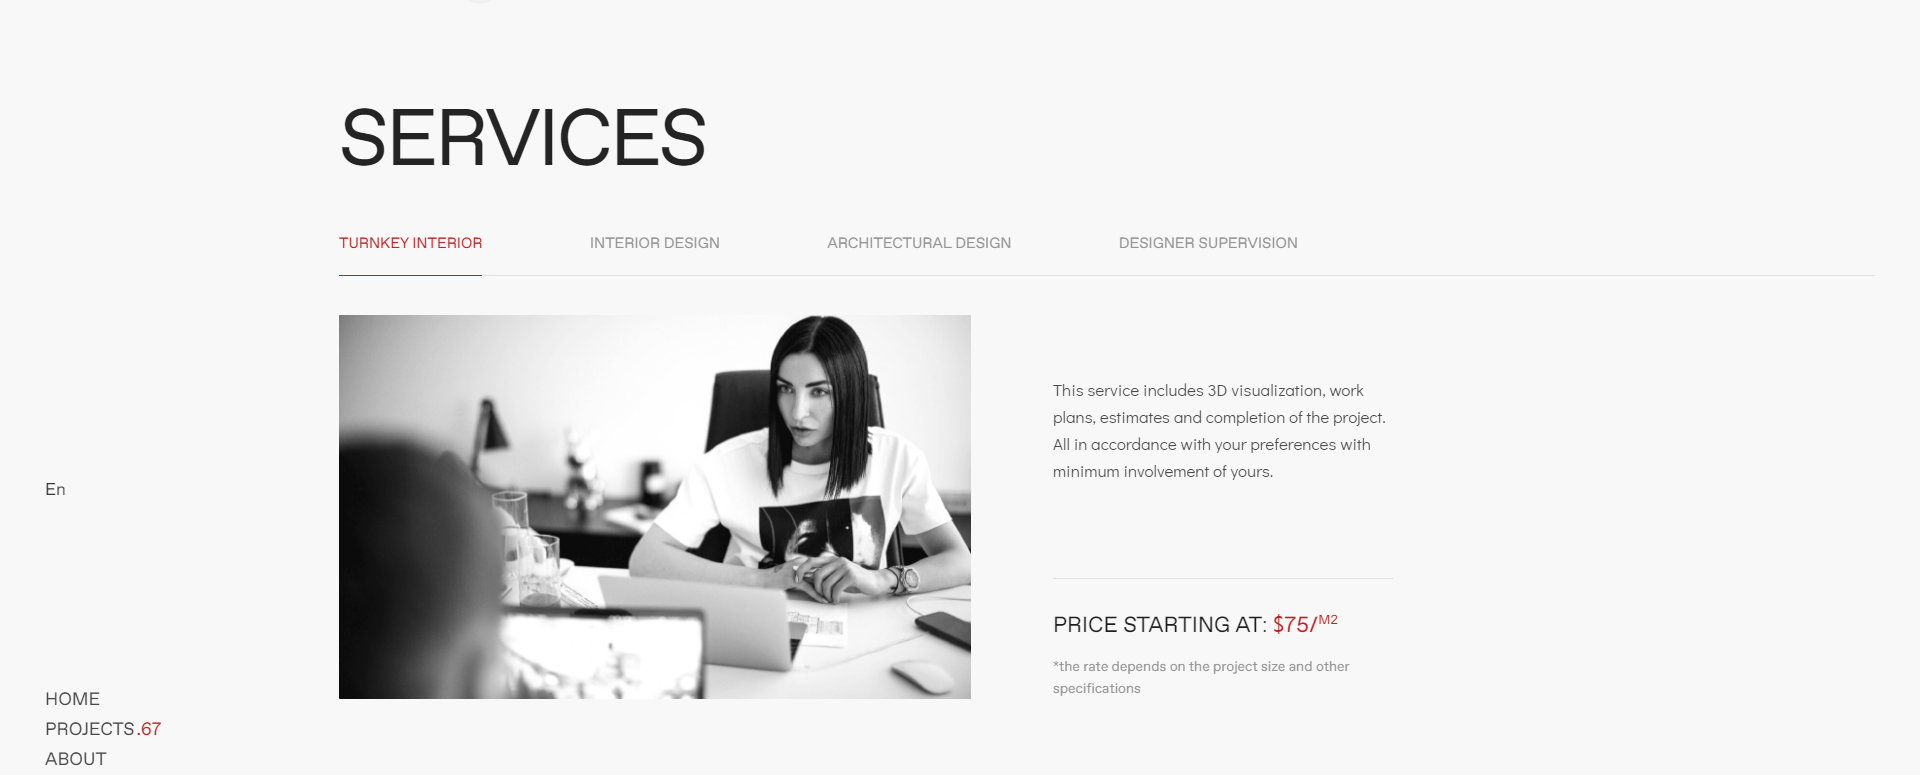 SERVICES
TURNKEY INTERIOR
INTERIOR DESIGN
ARCHITECTURAL DESIGN
DESIGNER SUPERVISION
This service includes 3D visualization, work
plans, estimates and completion of the project.
All in accordance with your preferences with
minimum involvement of yours.
PRICE STARTING AT: $75/M2
*the rate depends on the project size and other
specifications
En
HOME
PROJECTS.67
ABOUT